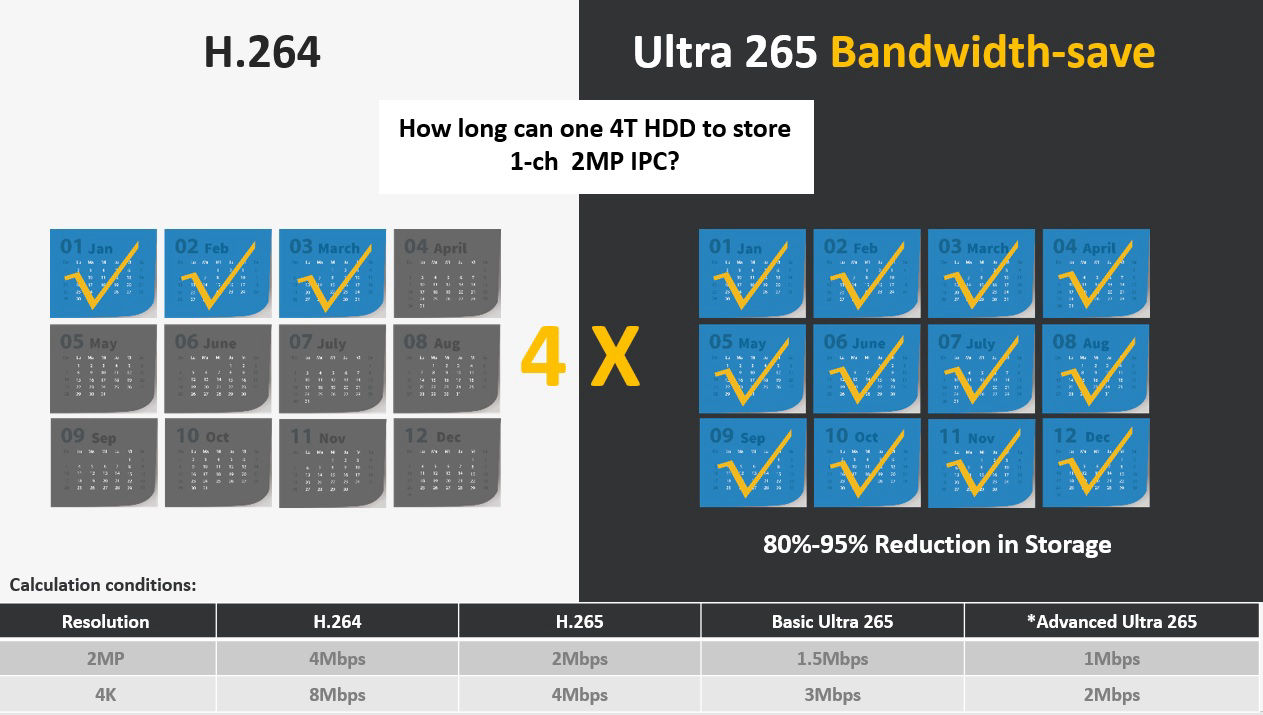 H.264
Ultra 265 Bandwidth-save
How long can one 4T HDD to store
1-ch 2MP IPC?
01 Jan 02 Feb 03 March 04 April
05 May 06 June 07 July 08 Aug
09 Sep 10 Oct 11 Nov 12 Dec
4 X
01 Jan 02 Feb 03 March 04 April
05 May 06 June 07 July 08 Aug
09 Sep 10 Oct 11 Nov 12 Dec
80%-95% Reduction in Storage
Calculation conditions:
Resolution H.264 H.265 Basic Ultra 265 *Advanced Ultra 265
2MP 4Mbps 2Mbps 1.5Mbps 1Mbps
4K 8Mbps 4Mbps 3Mbps 2Mbps